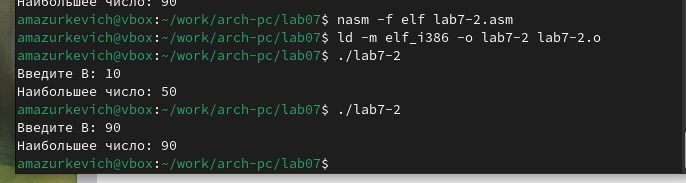 Наибольшее число: 90
amazurkevich@vbox:~/work/arch-pc/lab07$ nasm -f elf lab7-2.asm
amazurkevich@vbox:~/work/arch-pc/lab07$ ld -m elf_i386 -o lab7-2 lab7-2.o
amazurkevich@vbox:~/work/arch-pc/lab07$ ./lab7-2
Введите В: 10
Наибольшее число: 50
amazurkevich@vbox:~/work/arch-pc/lab07$ ./lab7-2
Введите В: 90
Наибольшее число: 90
amazurkevich@vbox:~/work/arch-pc/lab07$